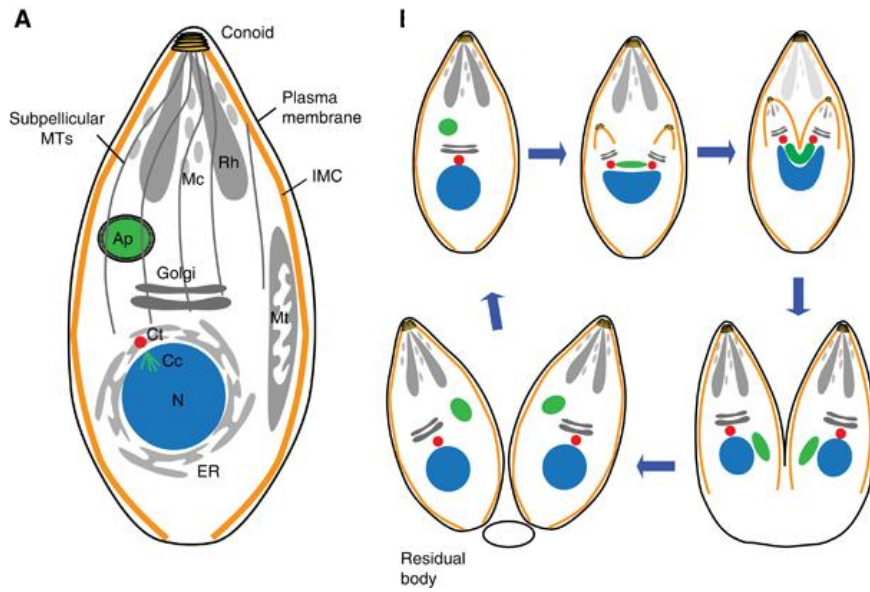 A
Conoid
Plasma
membrane
Subpellicular
MTs
Rh
Mc
IMC
Ap
Golgi
Mt
Ct
Cc
N
ER
Residual
body